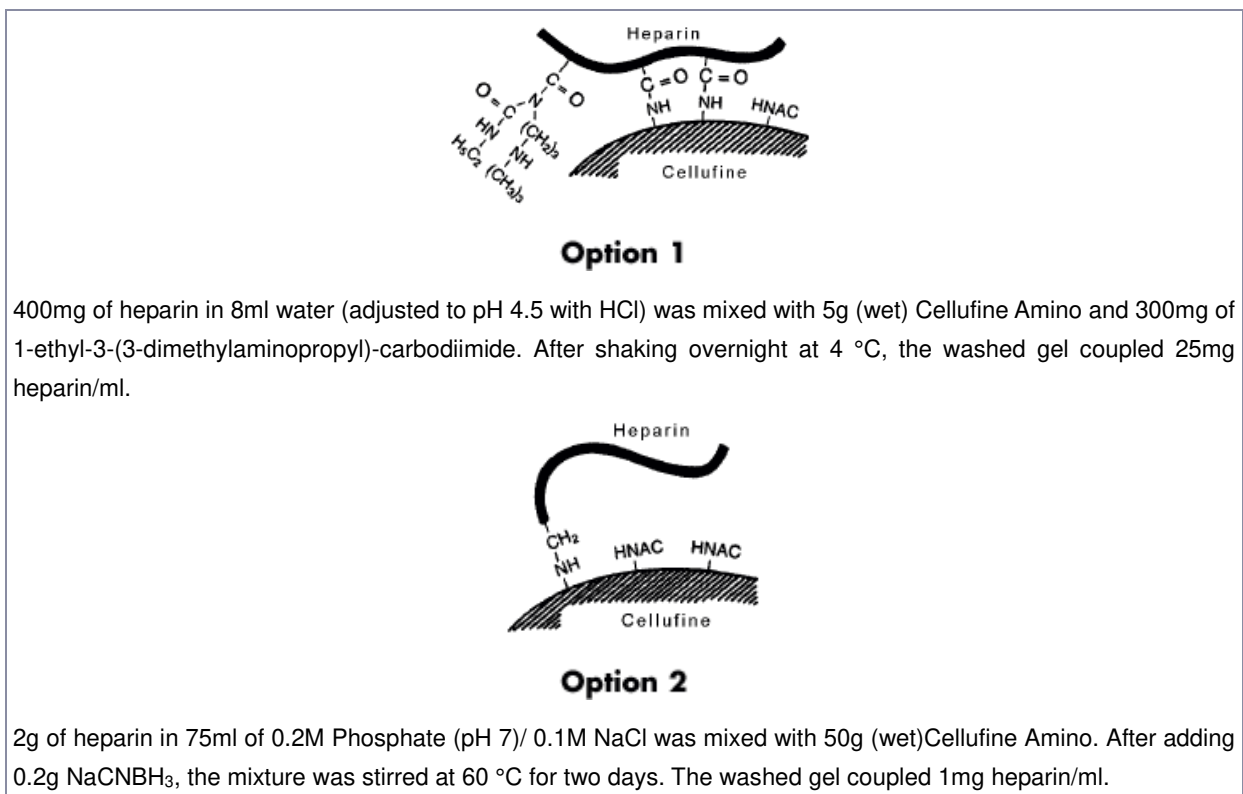 Heparin
C=O C=O
O=C N C=O NH NH HNAC
HN (CH₂)₃
H₅C₂ NH
(CH₃)₃
Cellufine
Option 1
400mg of heparin in 8ml water (adjusted to pH 4.5 with HCl) was mixed with 5g (wet) Cellufine Amino and 300mg of
1-ethyl-3-(3-dimethylaminopropyl)-carbodiimide. After shaking overnight at 4 °C, the washed gel coupled 25mg
heparin/ml.
Heparin
CH₂
NH HNAC HNAC
Cellufine
Option 2
2g of heparin in 75ml of 0.2M Phosphate (pH 7)/ 0.1M NaCl was mixed with 50g (wet)Cellufine Amino. After adding
0.2g NaCNBH₃, the mixture was stirred at 60 °C for two days. The washed gel coupled 1mg heparin/ml.